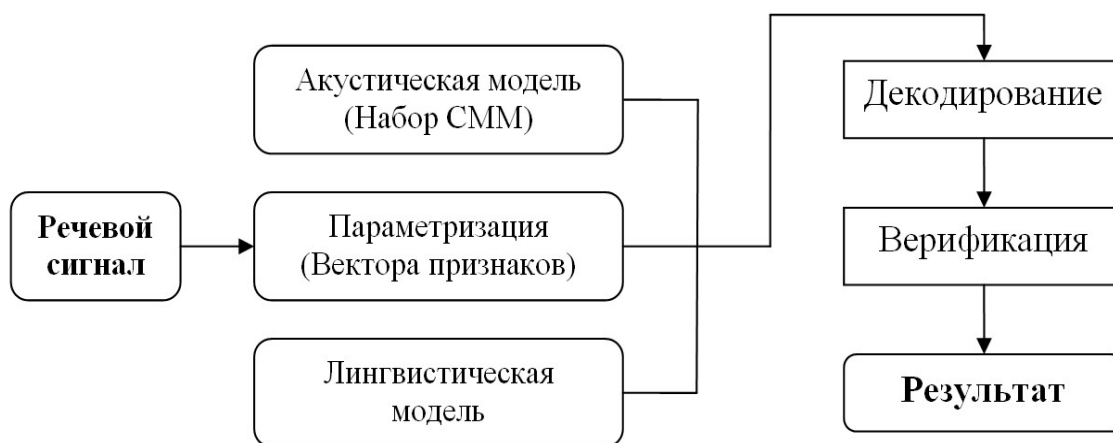 Речевой
сигнал
Акустическая модель
(Набор СММ)
Параметризация
(Вектора признаков)
Лингвистическая
модель
Декодирование
Верификация
Результат